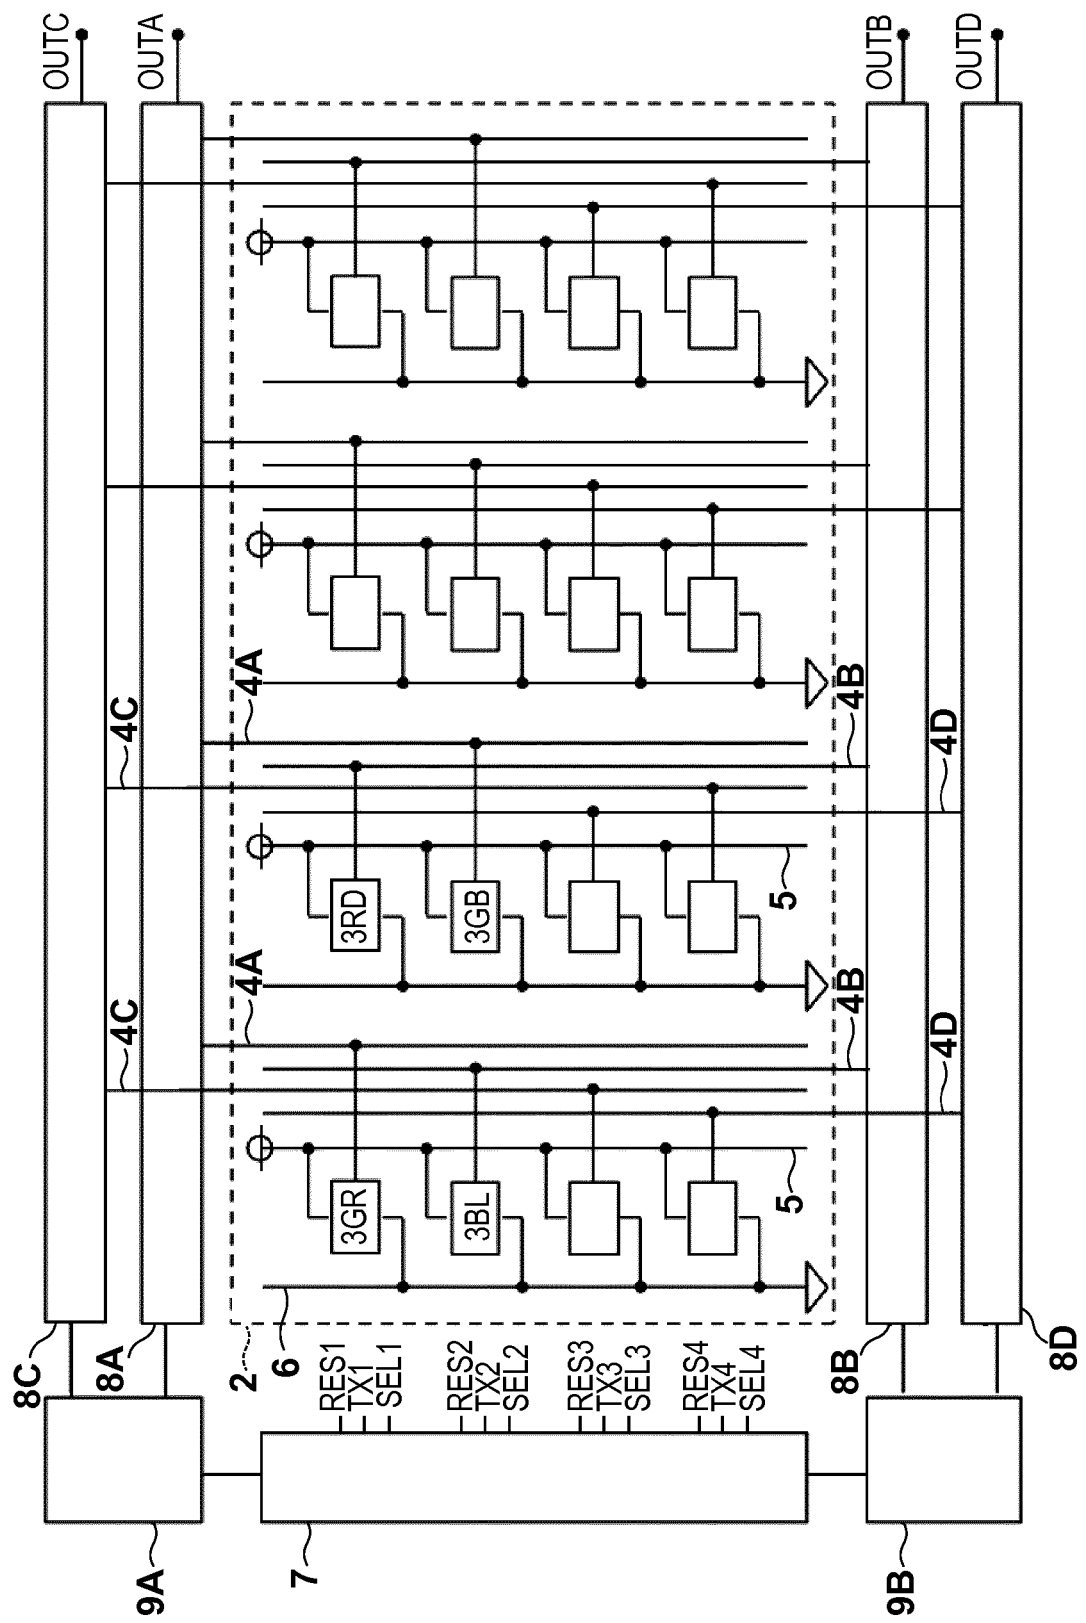 OUTC
OUTA
OUTB
OUTD
4A
4C
4B
4D
5
3RD
3GB
4A
4C
4B
4D
5
3GR
3BL
6
2
8C
8A
8B
8D
RES1
TX1
SEL1
RES2
TX2
SEL2
RES3
TX3
SEL3
RES4
TX4
SEL4
7
9A
9B